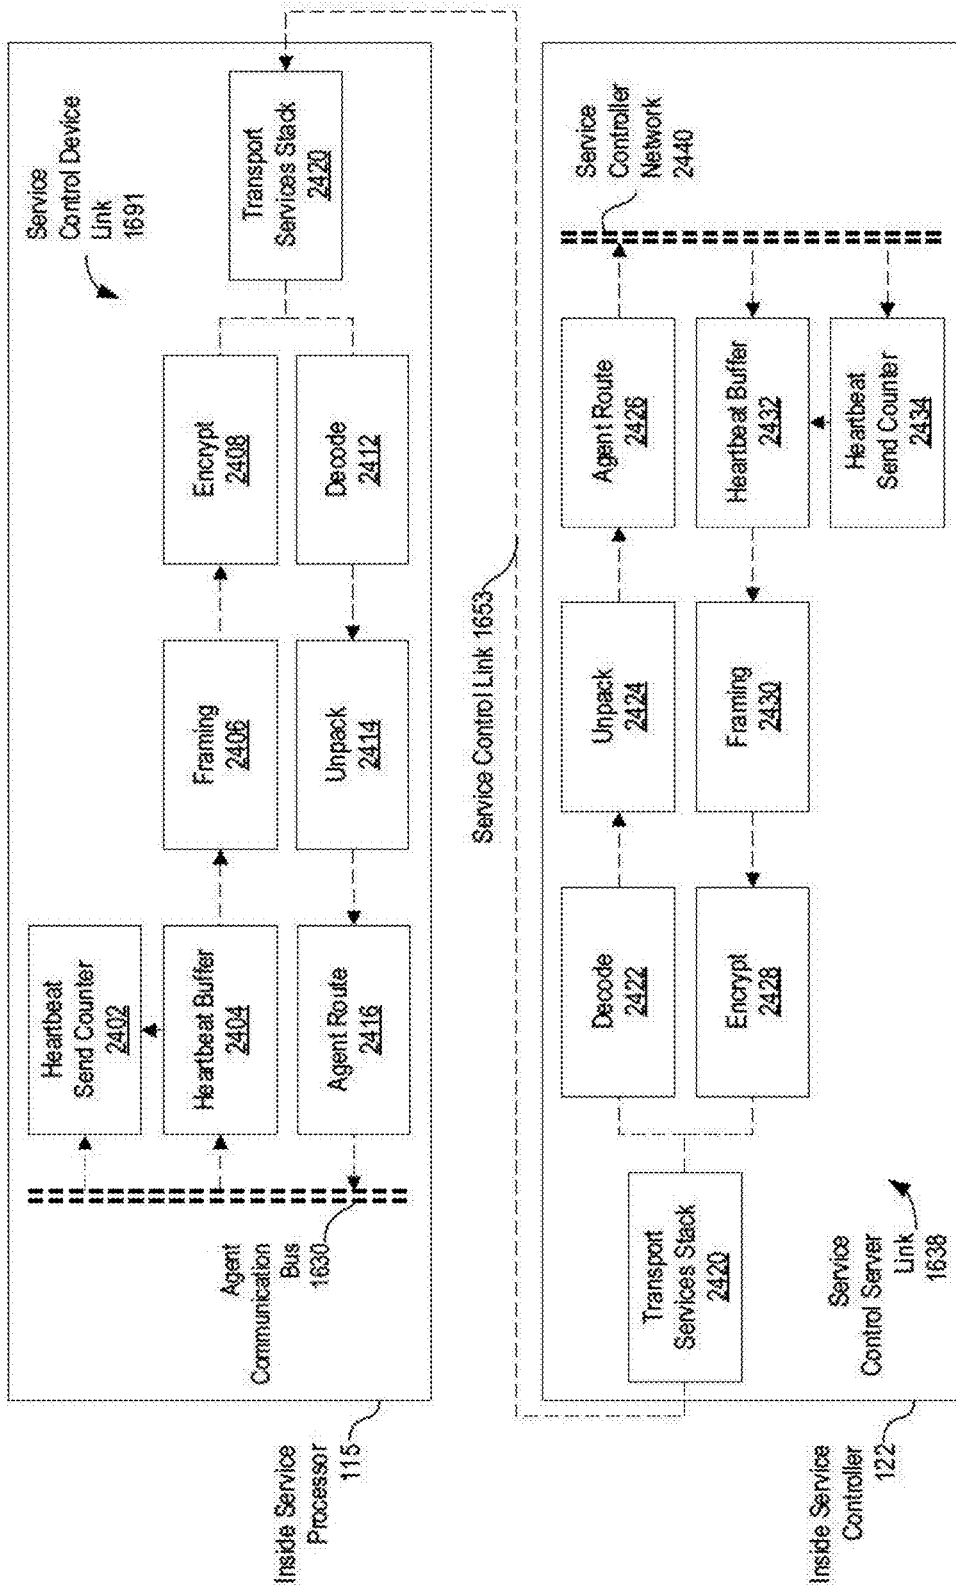 Service
Control Device
Link
1691
Heartbeat
Send Counter
2402
Heartbeat Buffer
2404
Framing
2406
Encrypt
2408
Transport
Services Stack
2420
Agent Route
2416
Unpack
2414
Decode
2412
Agent
Communication
Bus
1630
Inside Service
Processor
115
Service Control Link 1653
Decode
2422
Unpack
2424
Agent Route
2426
Service
Controller
Network
2440
Encrypt
2428
Framing
2430
Heartbeat Buffer
2432
Heartbeat
Send Counter
2434
Transport
Services Stack
2420
Service
Control Server
Link
1638
Inside Service
Controller
122